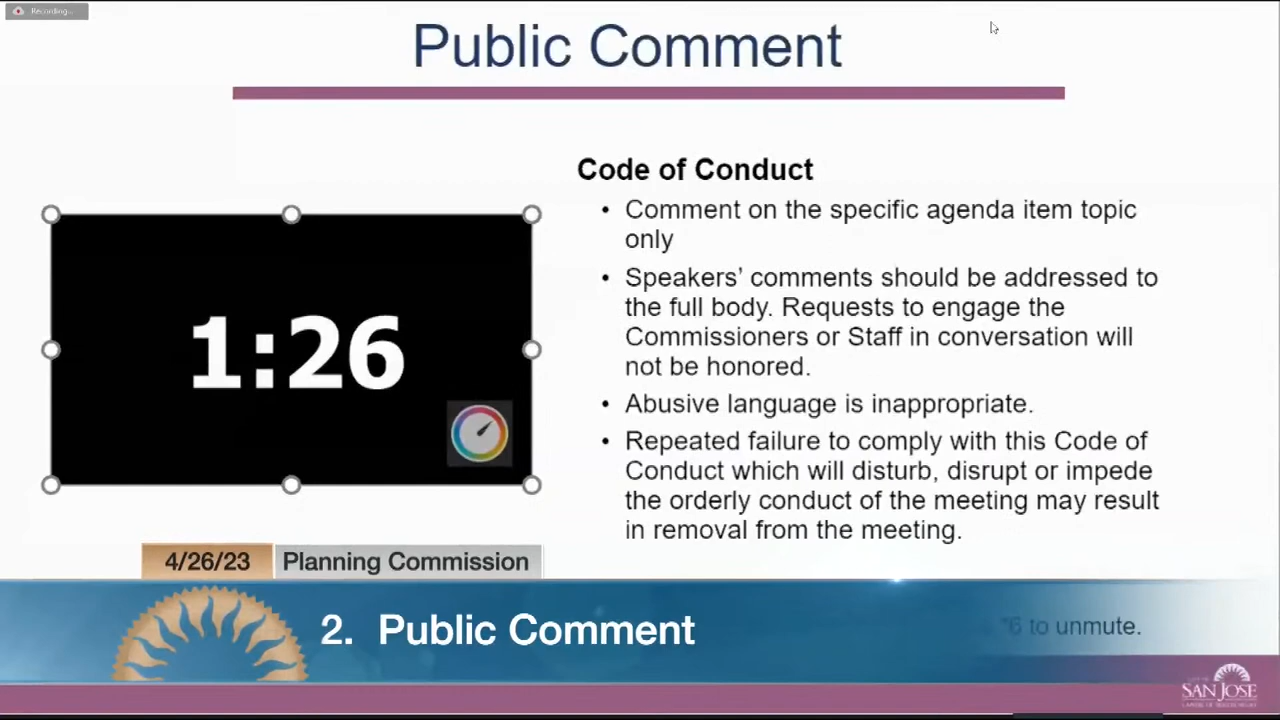 Recording...
Public Comment
Code of Conduct
• Comment on the specific agenda item topic
only
• Speakers' comments should be addressed to
the full body. Requests to engage the
Commissioners or Staff in conversation will
not be honored.
• Abusive language is inappropriate.
• Repeated failure to comply with this Code of
Conduct which will disturb, disrupt or impede
the orderly conduct of the meeting may result
in removal from the meeting.
1:26
4/26/23 Planning Commission
2. Public Comment
*6 to unmute.
SAN JOSE